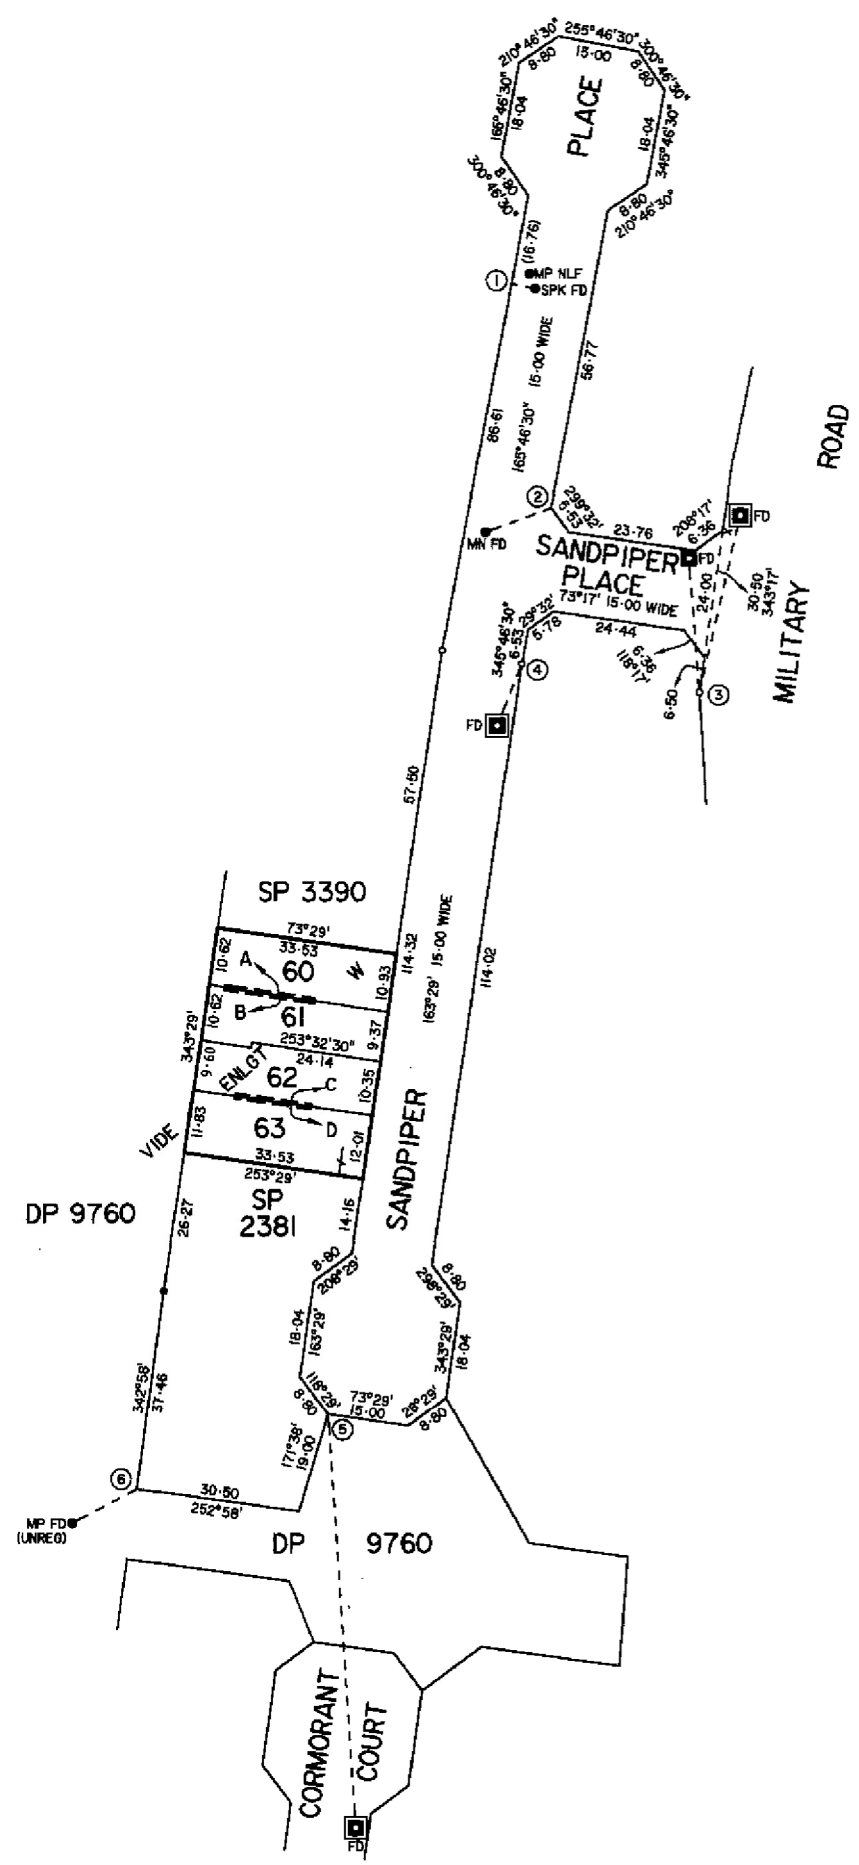 255°46'30"
15·00
210°46'30"
8·80
300°46'30"
8·80
165°46'30"
18·04
PLACE
18·04
345°46'30"
300°46'30"
8·80
8·80
210°46'30"
(16·76)
1
MP NLF
SPK FD
15·00 WIDE
165°46'30"
56·77
86·61
ROAD
2
299°32'
5·53
MN FD
23·76
208°17'
6·36
FD
FD
SANDPIPER
PLACE
73°17' 15·00 WIDE
24·00
30·50
343°17'
MILITARY
345°46'30"
6·53
29°32'
5·78
24·44
6·36
118°17'
6·50
4
3
FD
57·50
SP 3390
73°29'
33·53
10·62
A
60
W
10·93
114·32
163°29' 15·00 WIDE
114·02
B
61
10·62
9·37
343°29'
253°32'30"
24·14
9·60
ENLGT
62
C
10·35
11·83
63
D
12·01
VIDE
33·53
253°29'
SANDPIPER
DP 9760
SP
2381
26·27
14·16
8·80
208°29'
8·80
298°29'
18·04
163°29'
343°29'
18·04
118°29'
8·80
73°29'
15·00
28°29'
8·80
5
342°58'
37·46
171°38'
19·00
6
30·50
252°58'
MP FD
(UNREG)
DP 9760
CORMORANT
COURT
FD